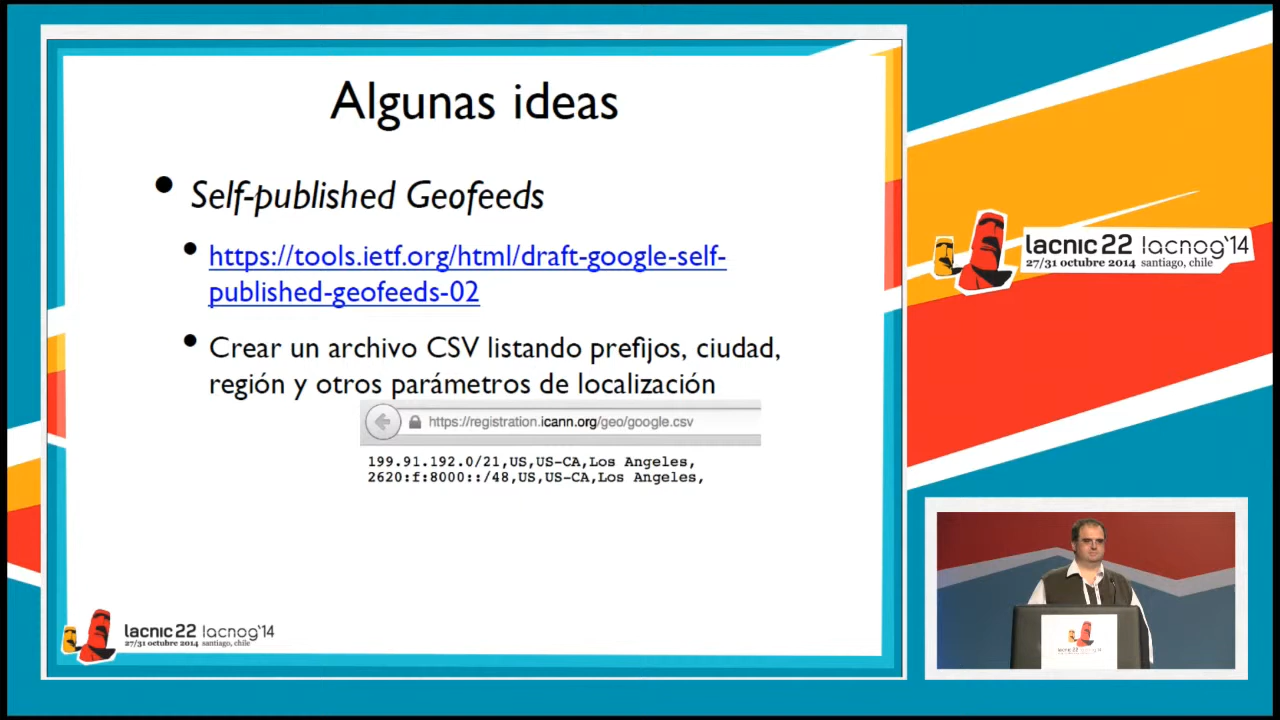 Algunas ideas
• Self-published Geofeeds
• https://tools.ietf.org/html/draft-google-self-
published-geofeeds-02
• Crear un archivo CSV listando prefijos, ciudad,
región y otros parámetros de localización
https://registration.icann.org/geo/google.csv
199.91.192.0/21,US,US-CA,Los Angeles,
2620:f:8000::/48,US,US-CA,Los Angeles,
lacnic 22 lacnog'14
27/31 octubre 2014 santiago, chile
lacnic 22 lacnog'14
27/31 octubre 2014 santiago, chile